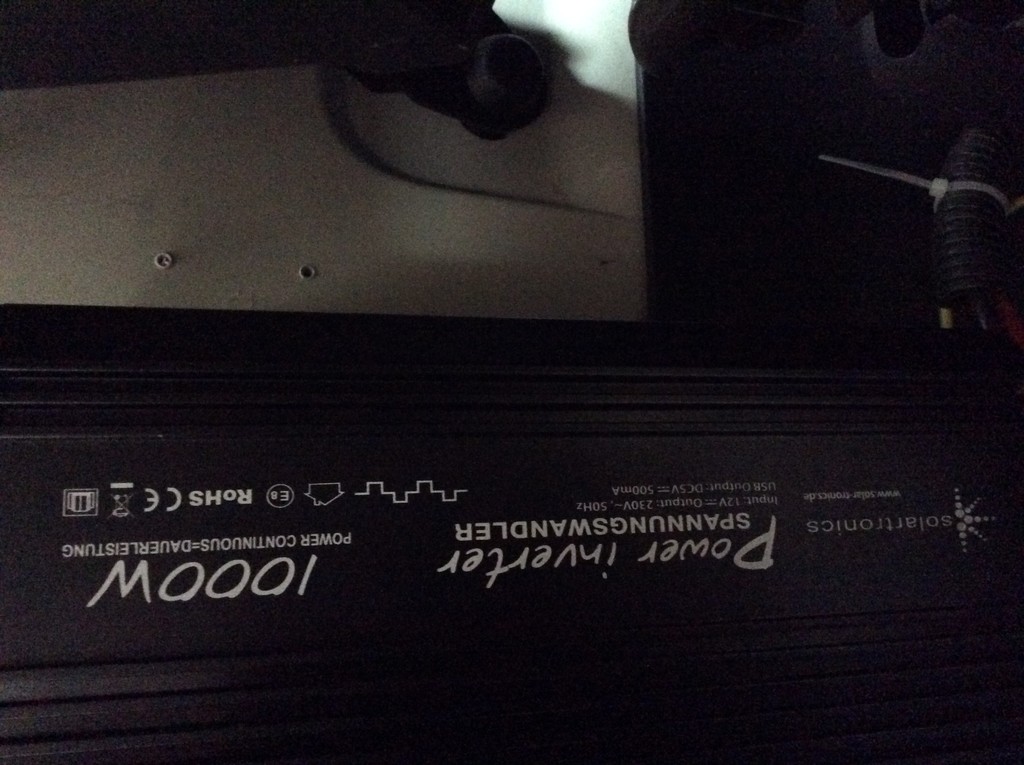 solartronics
www.solar-tronics.de
Power inverter
SPANNUNGSWANDLER
Input: 12V⎓ Output: 230V~, 50Hz
USB Output: DC5V⎓ 500mA
1000W
POWER CONTINUOUS=DAUERLEISTUNG
E8 RoHS CE